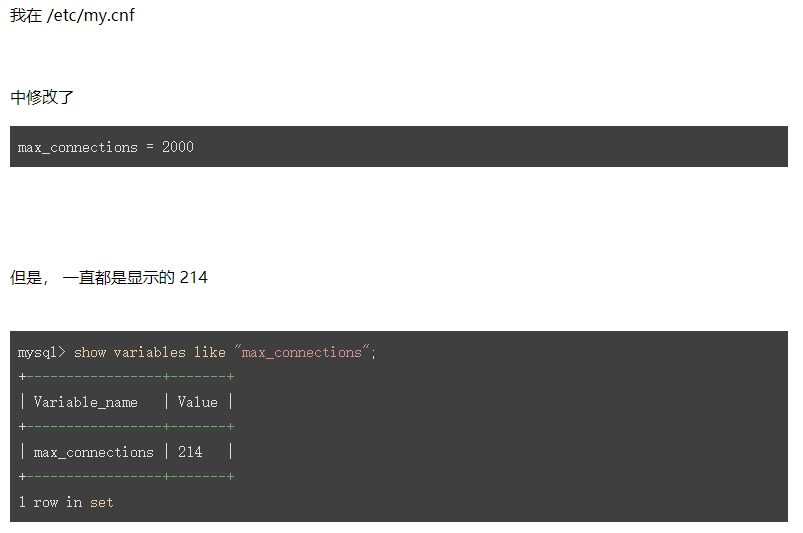 我在 /etc/my.cnf
中修改了
max_connections = 2000
但是， 一直都是显示的 214
mysql> show variables like "max_connections";
+-----------------+-------+
| Variable_name   | Value |
+-----------------+-------+
| max_connections | 214   |
+-----------------+-------+
1 row in set